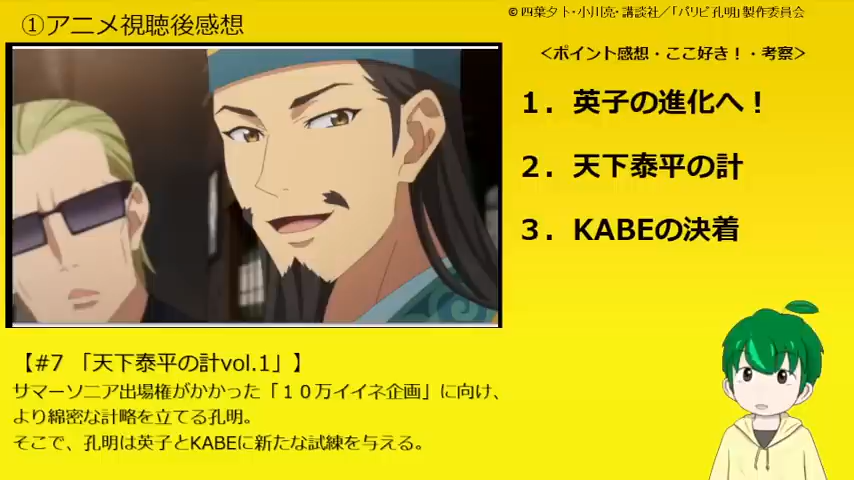 ①アニメ視聴後感想
© 四葉夕ト・小川亮・講談社／「パリピ孔明」製作委員会
＜ポイント感想・ここ好き！・考察＞
１．英子の進化へ！
２．天下泰平の計
３．KABEの決着
【#7 「天下泰平の計vol.1」】
サマーソニア出場権がかかった「１０万イイネ企画」に向け、
より綿密な計略を立てる孔明。
そこで、孔明は英子とKABEに新たな試練を与える。